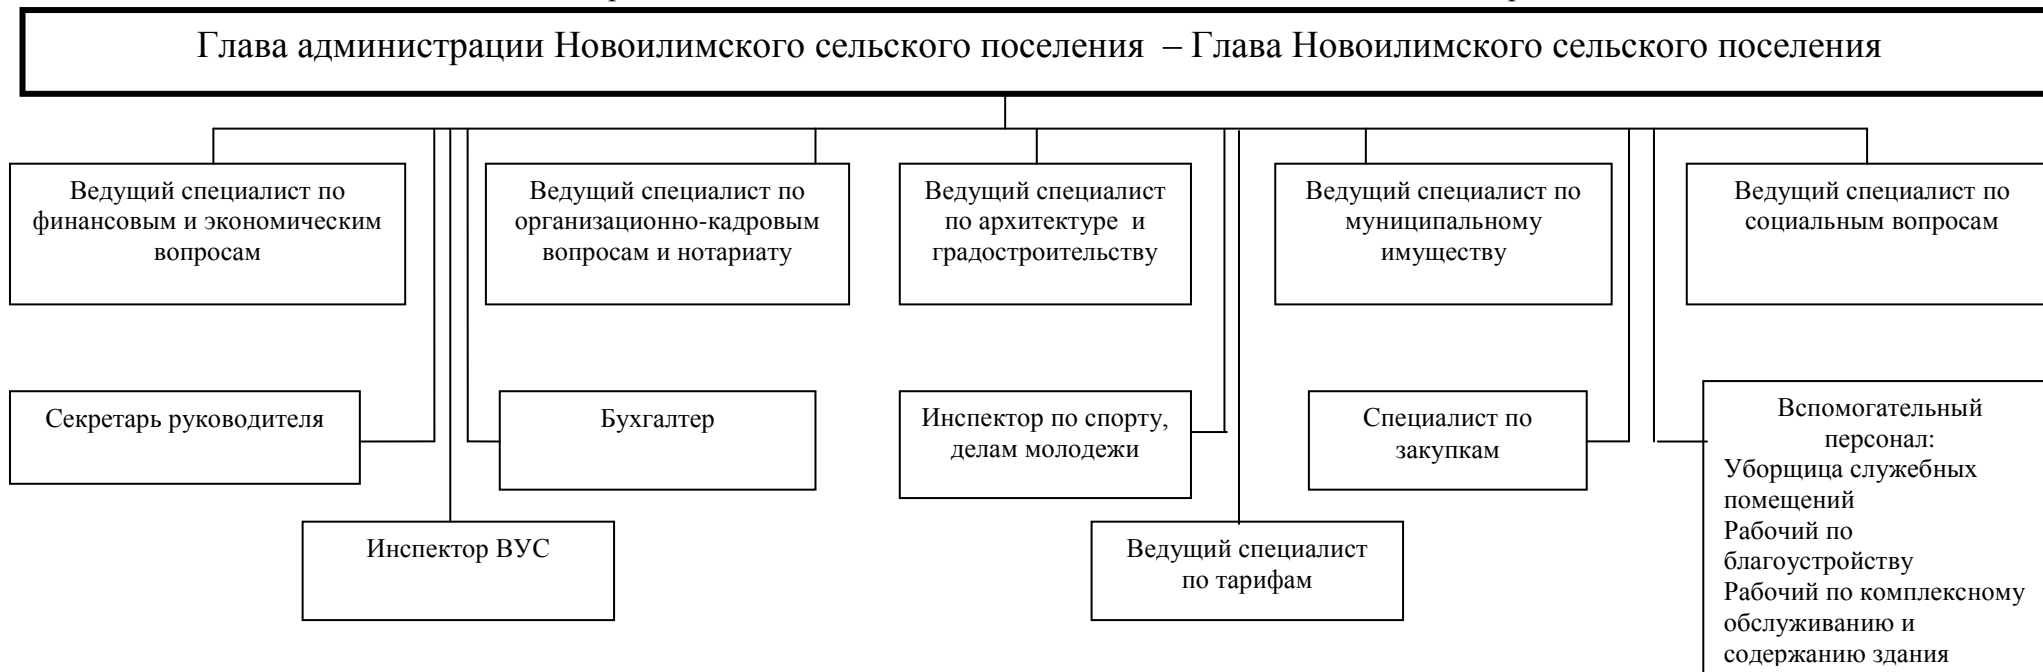 Глава администрации Новоилимского сельского поселения – Глава Новоилимского сельского поселения
Ведущий специалист по
финансовым и экономическим
вопросам
Ведущий специалист по
организационно-кадровым
вопросам и нотариату
Ведущий специалист
по архитектуре и
градостроительству
Ведущий специалист по
муниципальному
имуществу
Ведущий специалист по
социальным вопросам
Секретарь руководителя
Бухгалтер
Инспектор по спорту,
делам молодежи
Специалист по
закупкам
Вспомогательный
персонал:
Уборщица служебных
помещений
Рабочий по
благоустройству
Рабочий по комплексному
обслуживанию и
содержанию здания
Инспектор ВУС
Ведущий специалист
по тарифам